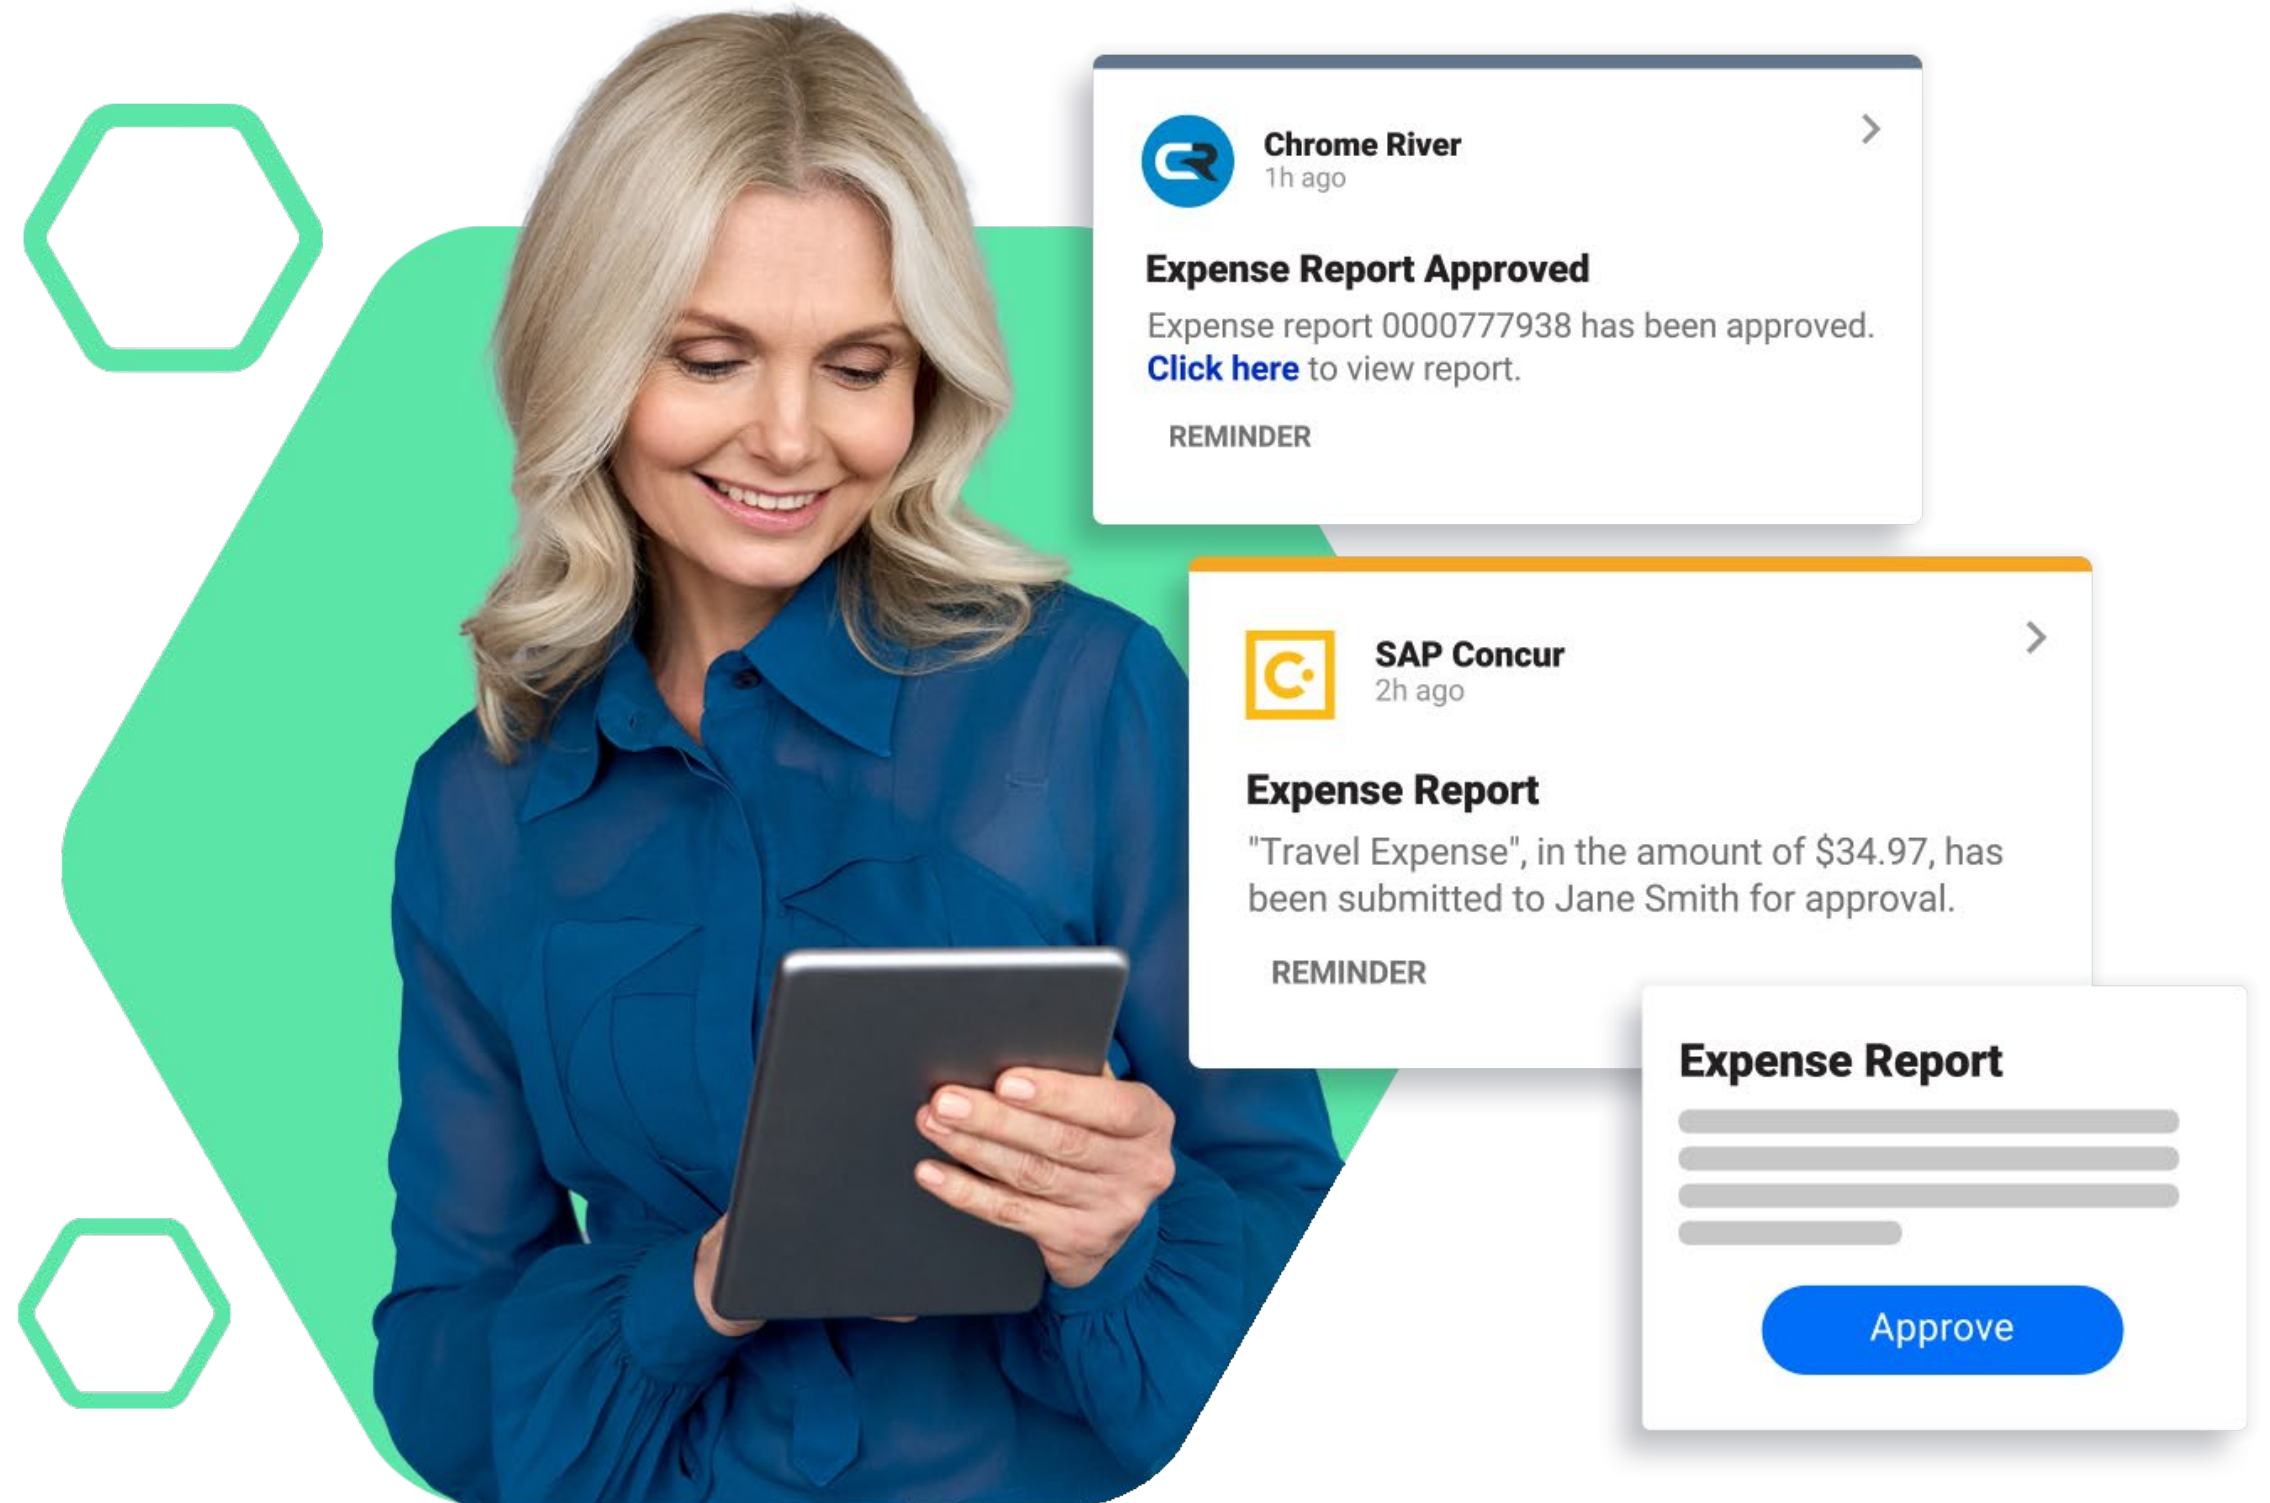 Chrome River
1h ago
Expense Report Approved
Expense report 0000777938 has been approved.
Click here to view report.
REMINDER
SAP Concur
2h ago
Expense Report
"Travel Expense", in the amount of $34.97, has
been submitted to Jane Smith for approval.
REMINDER
Expense Report
Approve